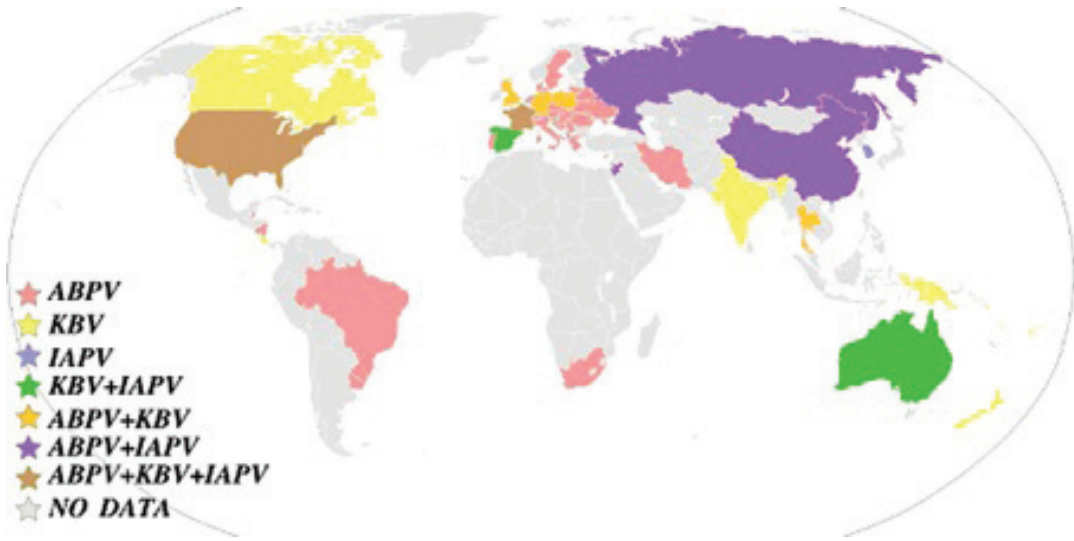 ABPV
KBV
IAPV
KBV+IAPV
ABPV+KBV
ABPV+IAPV
ABPV+KBV+IAPV
NO DATA